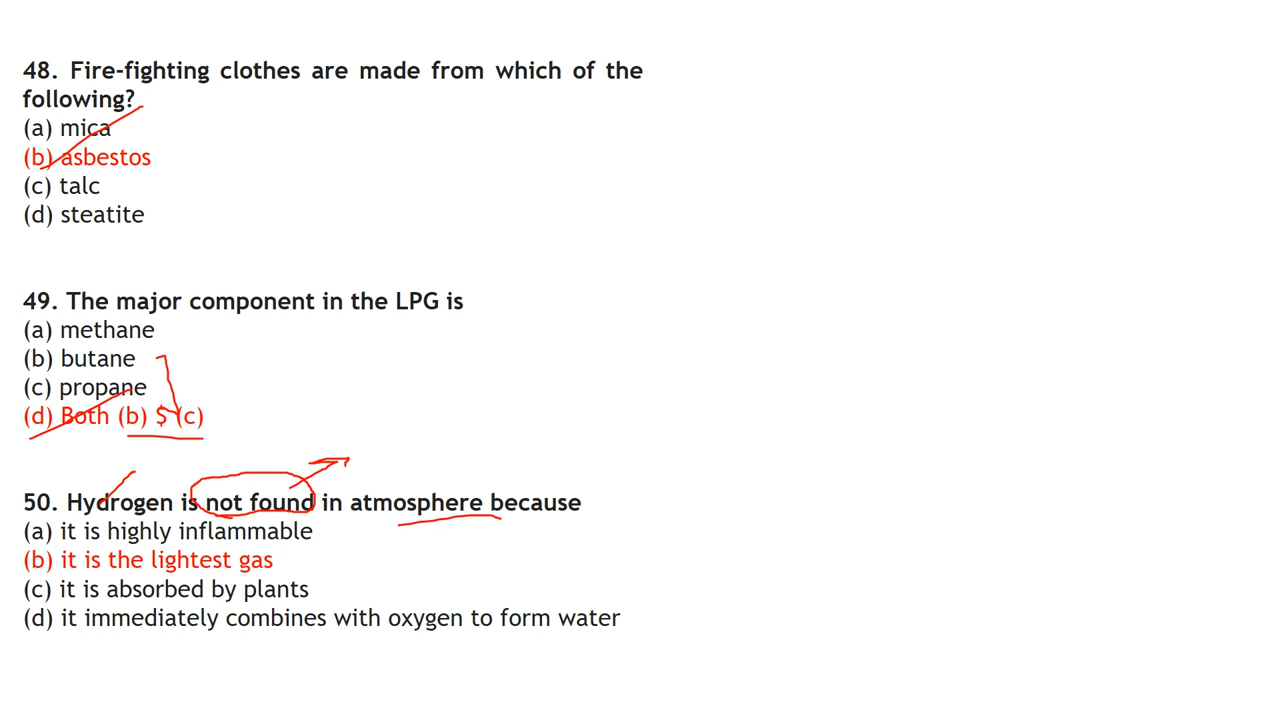 48. Fire-fighting clothes are made from which of the
following?
(a) mica
(b) asbestos
(c) talc
(d) steatite
49. The major component in the LPG is
(a) methane
(b) butane
(c) propane
(d) Both (b) $ (c)
50. Hydrogen is not found in atmosphere because
(a) it is highly inflammable
(b) it is the lightest gas
(c) it is absorbed by plants
(d) it immediately combines with oxygen to form water